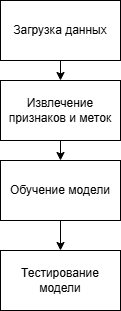 Загрузка данных
Извлечение
признаков и меток
Обучение модели
Тестирование
модели